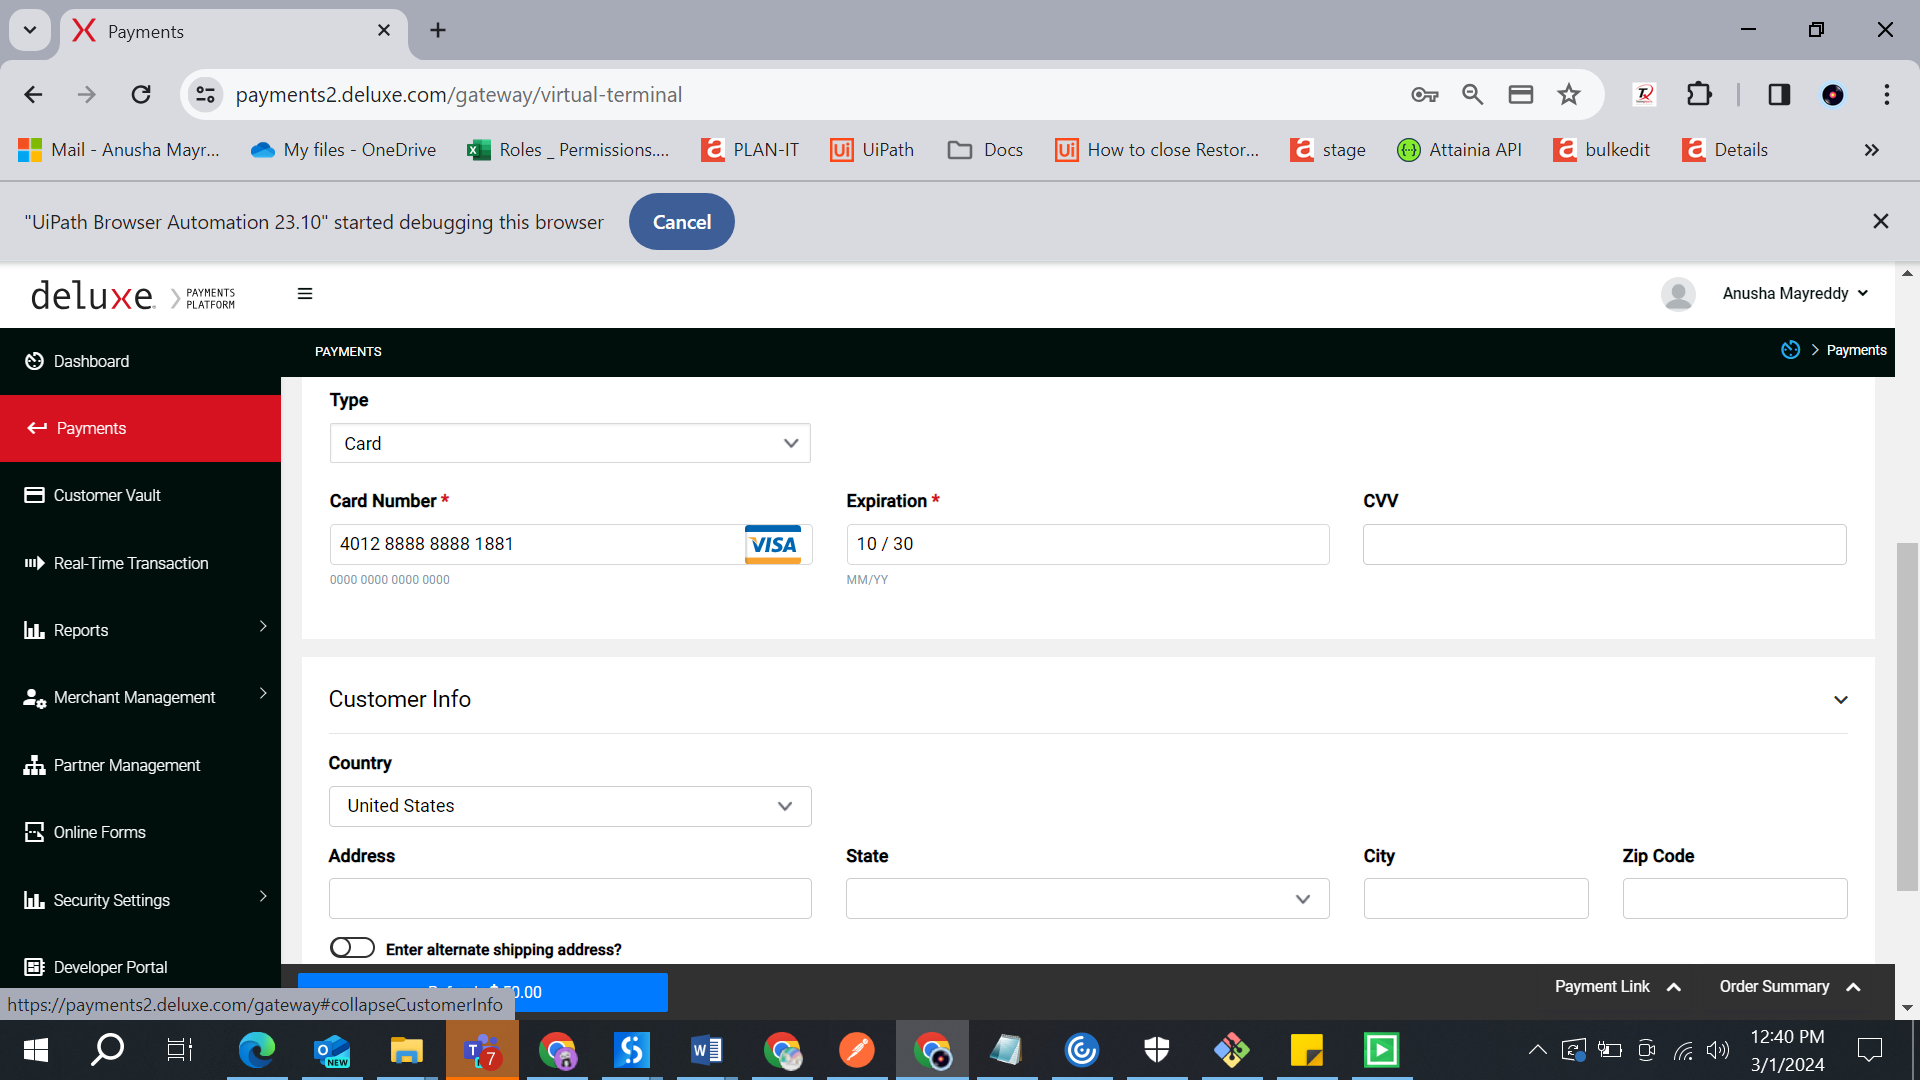 Payments
payments2.deluxe.com/gateway/virtual-terminal
Mail - Anusha Mayr... My files - OneDrive Roles _ Permissions.... PLAN-IT UiPath Docs How to close Restor... stage Attainia API bulkedit Details
"UiPath Browser Automation 23.10" started debugging this browser Cancel
deluxe. PAYMENTS PLATFORM
Anusha Mayreddy
Dashboard
Payments
Customer Vault
Real-Time Transaction
Reports
Merchant Management
Partner Management
Online Forms
Security Settings
Developer Portal
PAYMENTS
Payments
Type
Card
Card Number * Expiration * CVV
4012 8888 8888 1881 VISA 10 / 30
0000 0000 0000 0000 MM/YY
Customer Info
Country
United States
Address State City Zip Code
Enter alternate shipping address?
Payment Link Order Summary
https://payments2.deluxe.com/gateway#collapseCustomerInfo
NEW
7
12:40 PM
3/1/2024